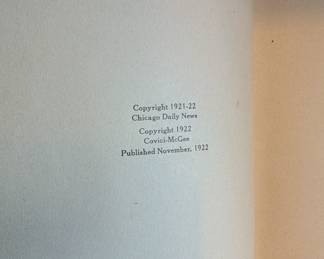 Copyright 1921-22
Chicago Daily News
Copyright 1922
Covici-McGee
Published November, 1922